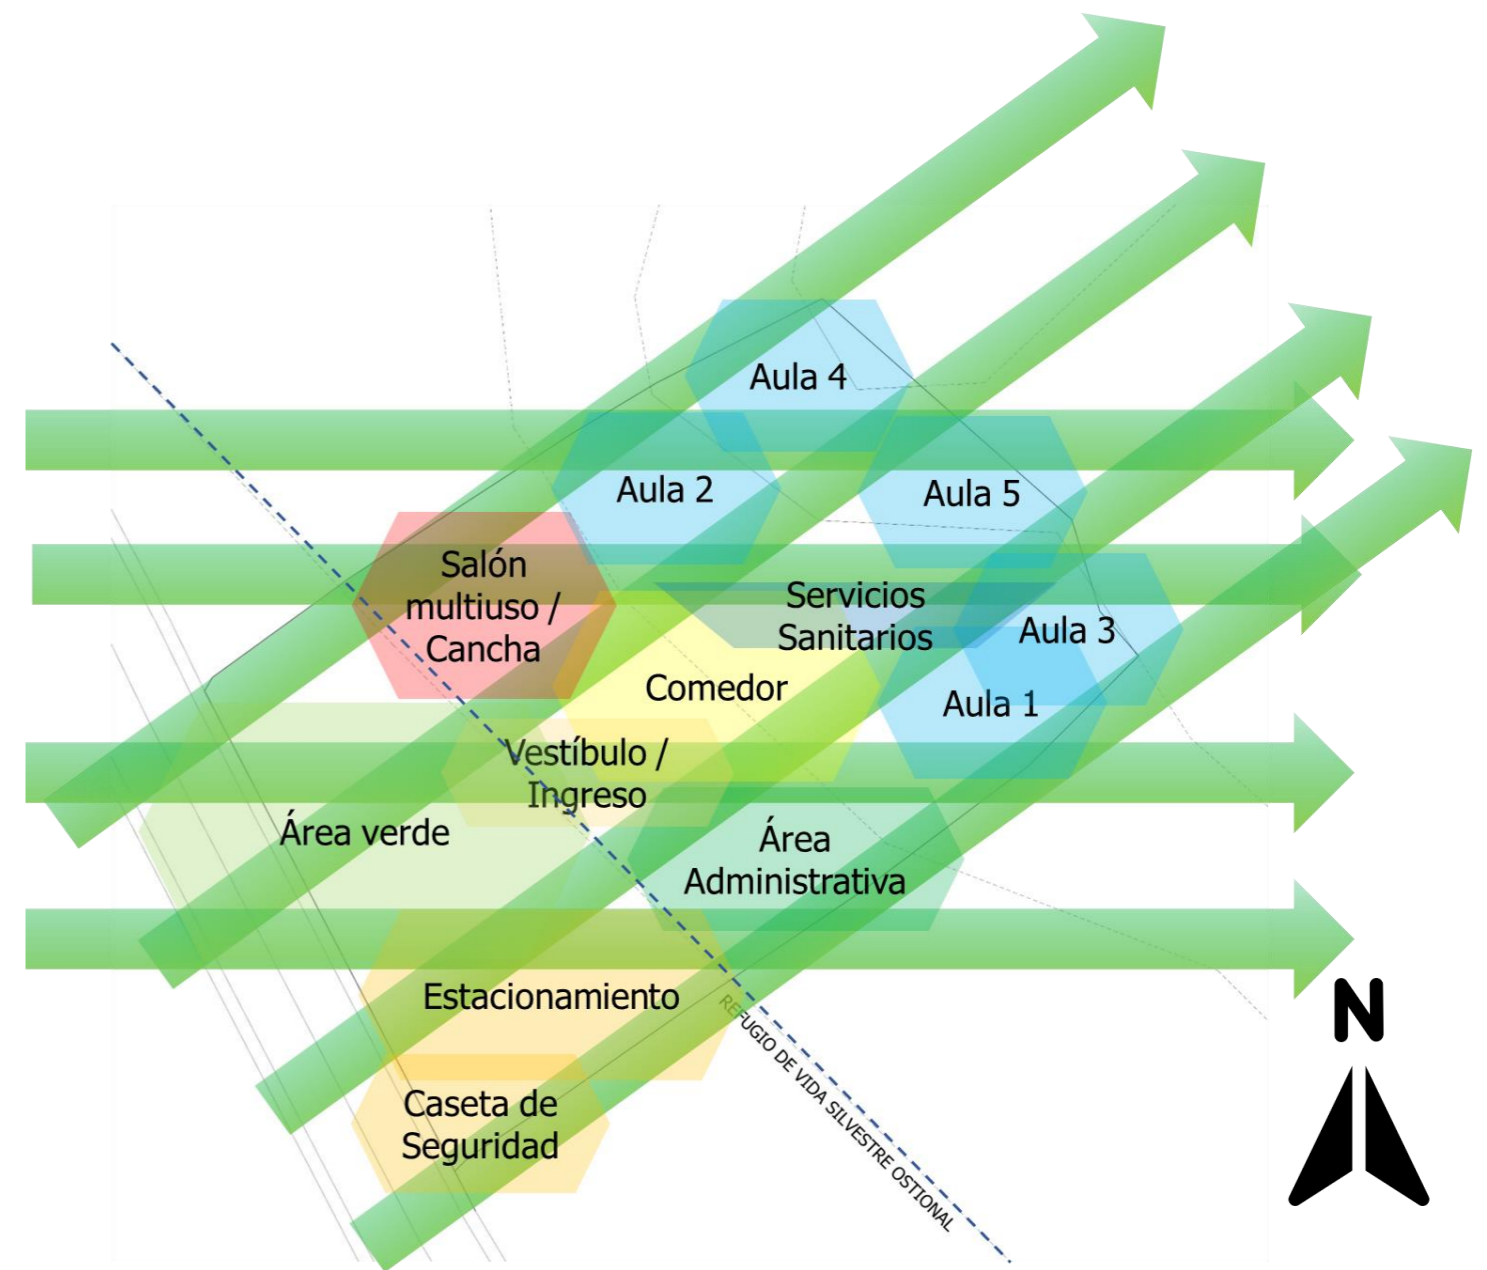 Aula 4
Aula 2
Aula 5
Salón
multiuso /
Cancha
Servicios
Sanitarios
Aula 3
Comedor
Aula 1
Vestíbulo /
Ingreso
Área verde
Área
Administrativa
Estacionamiento
REFUGIO DE VIDA SILVESTRE OSTIONAL
N
Caseta de
Seguridad